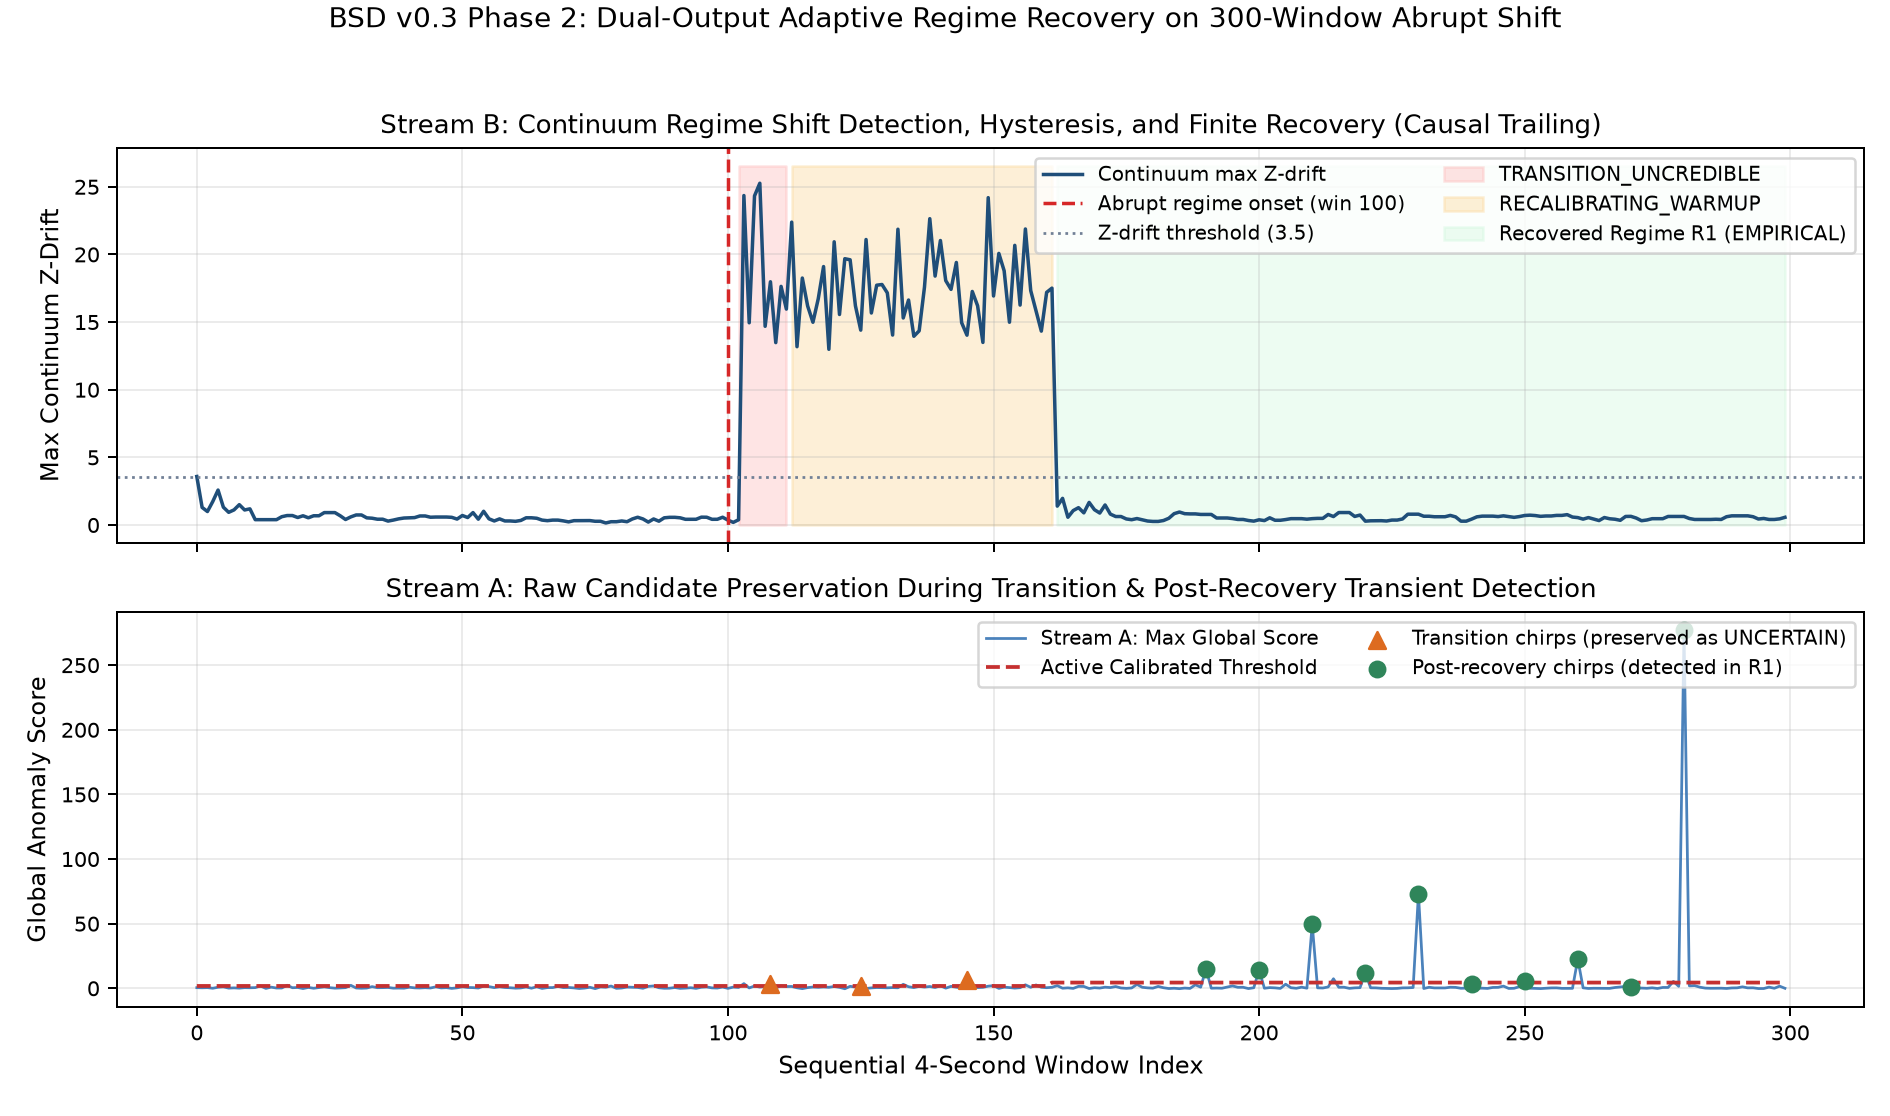 BSD v0.3 Phase 2: Dual-Output Adaptive Regime Recovery on 300-Window Abrupt Shift
Stream B: Continuum Regime Shift Detection, Hysteresis, and Finite Recovery (Causal Trailing)
Max Continuum Z-Drift
25
20
15
10
5
0
Continuum max Z-drift
Abrupt regime onset (win 100)
Z-drift threshold (3.5)
TRANSITION_UNCREDIBLE
RECALIBRATING_WARMUP
Recovered Regime R1 (EMPIRICAL)
Stream A: Raw Candidate Preservation During Transition & Post-Recovery Transient Detection
Global Anomaly Score
250
200
150
100
50
0
Stream A: Max Global Score
Active Calibrated Threshold
Transition chirps (preserved as UNCERTAIN)
Post-recovery chirps (detected in R1)
0 50 100 150 200 250 300
Sequential 4-Second Window Index